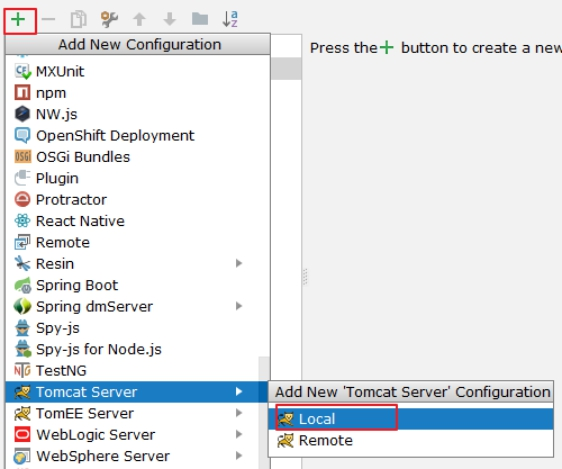 Add New Configuration
Press the + button to create a new
MXUnit
npm
NW.js
OpenShift Deployment
OSGi Bundles
Plugin
Protractor
React Native
Remote
Resin
Spring Boot
Spring dmServer
Spy-js
Spy-js for Node.js
TestNG
Tomcat Server
Add New 'Tomcat Server' Configuration
TomEE Server
Local
WebLogic Server
Remote
WebSphere Server